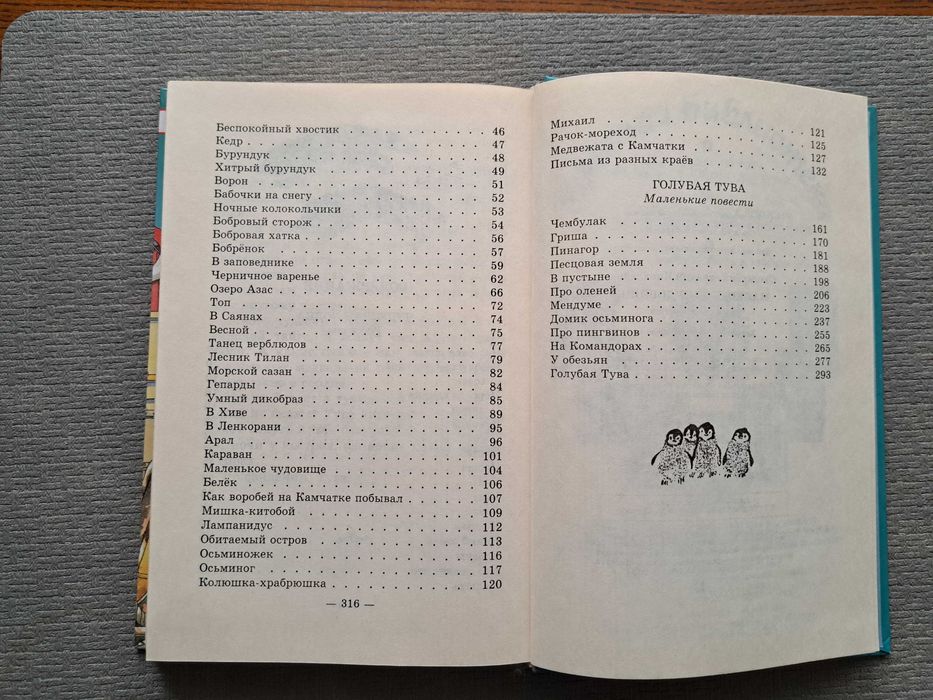 Беспокойный хвостик . . . . . . . . . . . . . . . 46
Кедр . . . . . . . . . . . . . . . . . . . . . . . 47
Бурундук . . . . . . . . . . . . . . . . . . . . . 48
Хитрый бурундук . . . . . . . . . . . . . . . . . 49
Ворон . . . . . . . . . . . . . . . . . . . . . . 51
Бабочки на снегу . . . . . . . . . . . . . . . . . 52
Ночные колокольчики . . . . . . . . . . . . . . . 53
Бобровый сторож . . . . . . . . . . . . . . . . . 54
Бобровая хатка . . . . . . . . . . . . . . . . . . 56
Бобрёнок . . . . . . . . . . . . . . . . . . . . . 57
В заповеднике . . . . . . . . . . . . . . . . . . 59
Черничное варенье . . . . . . . . . . . . . . . . 62
Озеро Азас . . . . . . . . . . . . . . . . . . . . 66
Топ . . . . . . . . . . . . . . . . . . . . . . . 72
В Саянах . . . . . . . . . . . . . . . . . . . . . 74
Весной . . . . . . . . . . . . . . . . . . . . . . 75
Танец верблюдов . . . . . . . . . . . . . . . . . 77
Лесник Тилан . . . . . . . . . . . . . . . . . . . 79
Морской сазан . . . . . . . . . . . . . . . . . . 82
Гепарды . . . . . . . . . . . . . . . . . . . . . 84
Умный дикобраз . . . . . . . . . . . . . . . . . . 85
В Хиве . . . . . . . . . . . . . . . . . . . . . . 89
В Ленкорани . . . . . . . . . . . . . . . . . . . 95
Арал . . . . . . . . . . . . . . . . . . . . . . . 96
Караван . . . . . . . . . . . . . . . . . . . . . 101
Маленькое чудовище . . . . . . . . . . . . . . . . 104
Белёк . . . . . . . . . . . . . . . . . . . . . . 106
Как воробей на Камчатке побывал . . . . . . . . . 107
Мишка-китобой . . . . . . . . . . . . . . . . . . 109
Лампанидус . . . . . . . . . . . . . . . . . . . . 112
Обитаемый остров . . . . . . . . . . . . . . . . . 113
Осьминожек . . . . . . . . . . . . . . . . . . . . 116
Осьминог . . . . . . . . . . . . . . . . . . . . . 117
Колюшка-храбрюшка . . . . . . . . . . . . . . . . 120
— 316 —
Михаил . . . . . . . . . . . . . . . . . . . . . . 121
Рачок-мореход . . . . . . . . . . . . . . . . . . 125
Медвежата с Камчатки . . . . . . . . . . . . . . . 127
Письма из разных краёв . . . . . . . . . . . . . . 132
ГОЛУБАЯ ТУВА
Маленькие повести
Чембулак . . . . . . . . . . . . . . . . . . . . . 161
Гриша . . . . . . . . . . . . . . . . . . . . . . 170
Пинагор . . . . . . . . . . . . . . . . . . . . . 181
Песцовая земля . . . . . . . . . . . . . . . . . . 188
В пустыне . . . . . . . . . . . . . . . . . . . . 198
Про оленей . . . . . . . . . . . . . . . . . . . . 206
Мендуме . . . . . . . . . . . . . . . . . . . . . 223
Домик осьминога . . . . . . . . . . . . . . . . . 237
Про пингвинов . . . . . . . . . . . . . . . . . . 255
На Командорах . . . . . . . . . . . . . . . . . . 265
У обезьян . . . . . . . . . . . . . . . . . . . . 277
Голубая Тува . . . . . . . . . . . . . . . . . . . 293